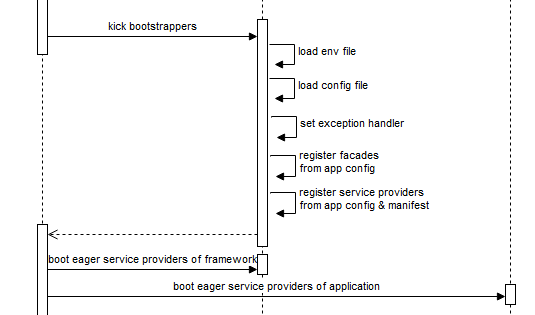 kick bootstrappers
load env file
load config file
set exception handler
register facades
from app config
register service providers
from app config & manifest
boot eager service providers of framework
boot eager service providers of application